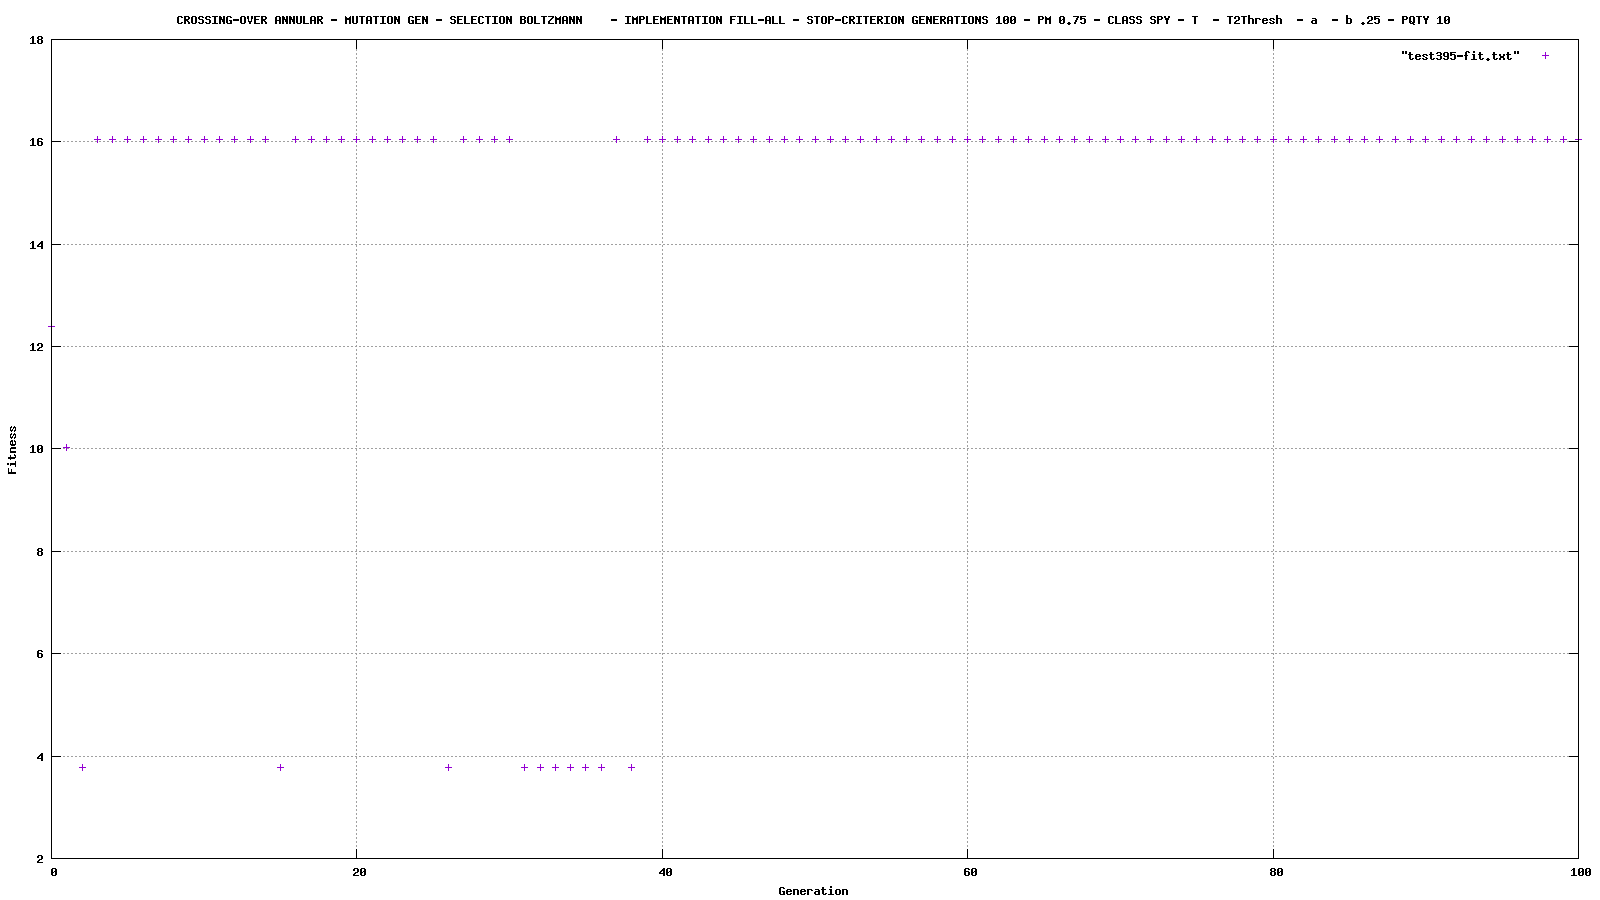 CROSSING-OVER ANNULAR - MUTATION GEN - SELECTION BOLTZMANN    - IMPLEMENTATION FILL-ALL - STOP-CRITERION GENERATIONS 100 - PM 0.75 - CLASS SPY - T  - T2Thresh  - a  - b .25 - PQTY 10
"test395-fit.txt"
18
16
14
12
10
8
6
4
2
Fitness
0 20 40 60 80 100
Generation